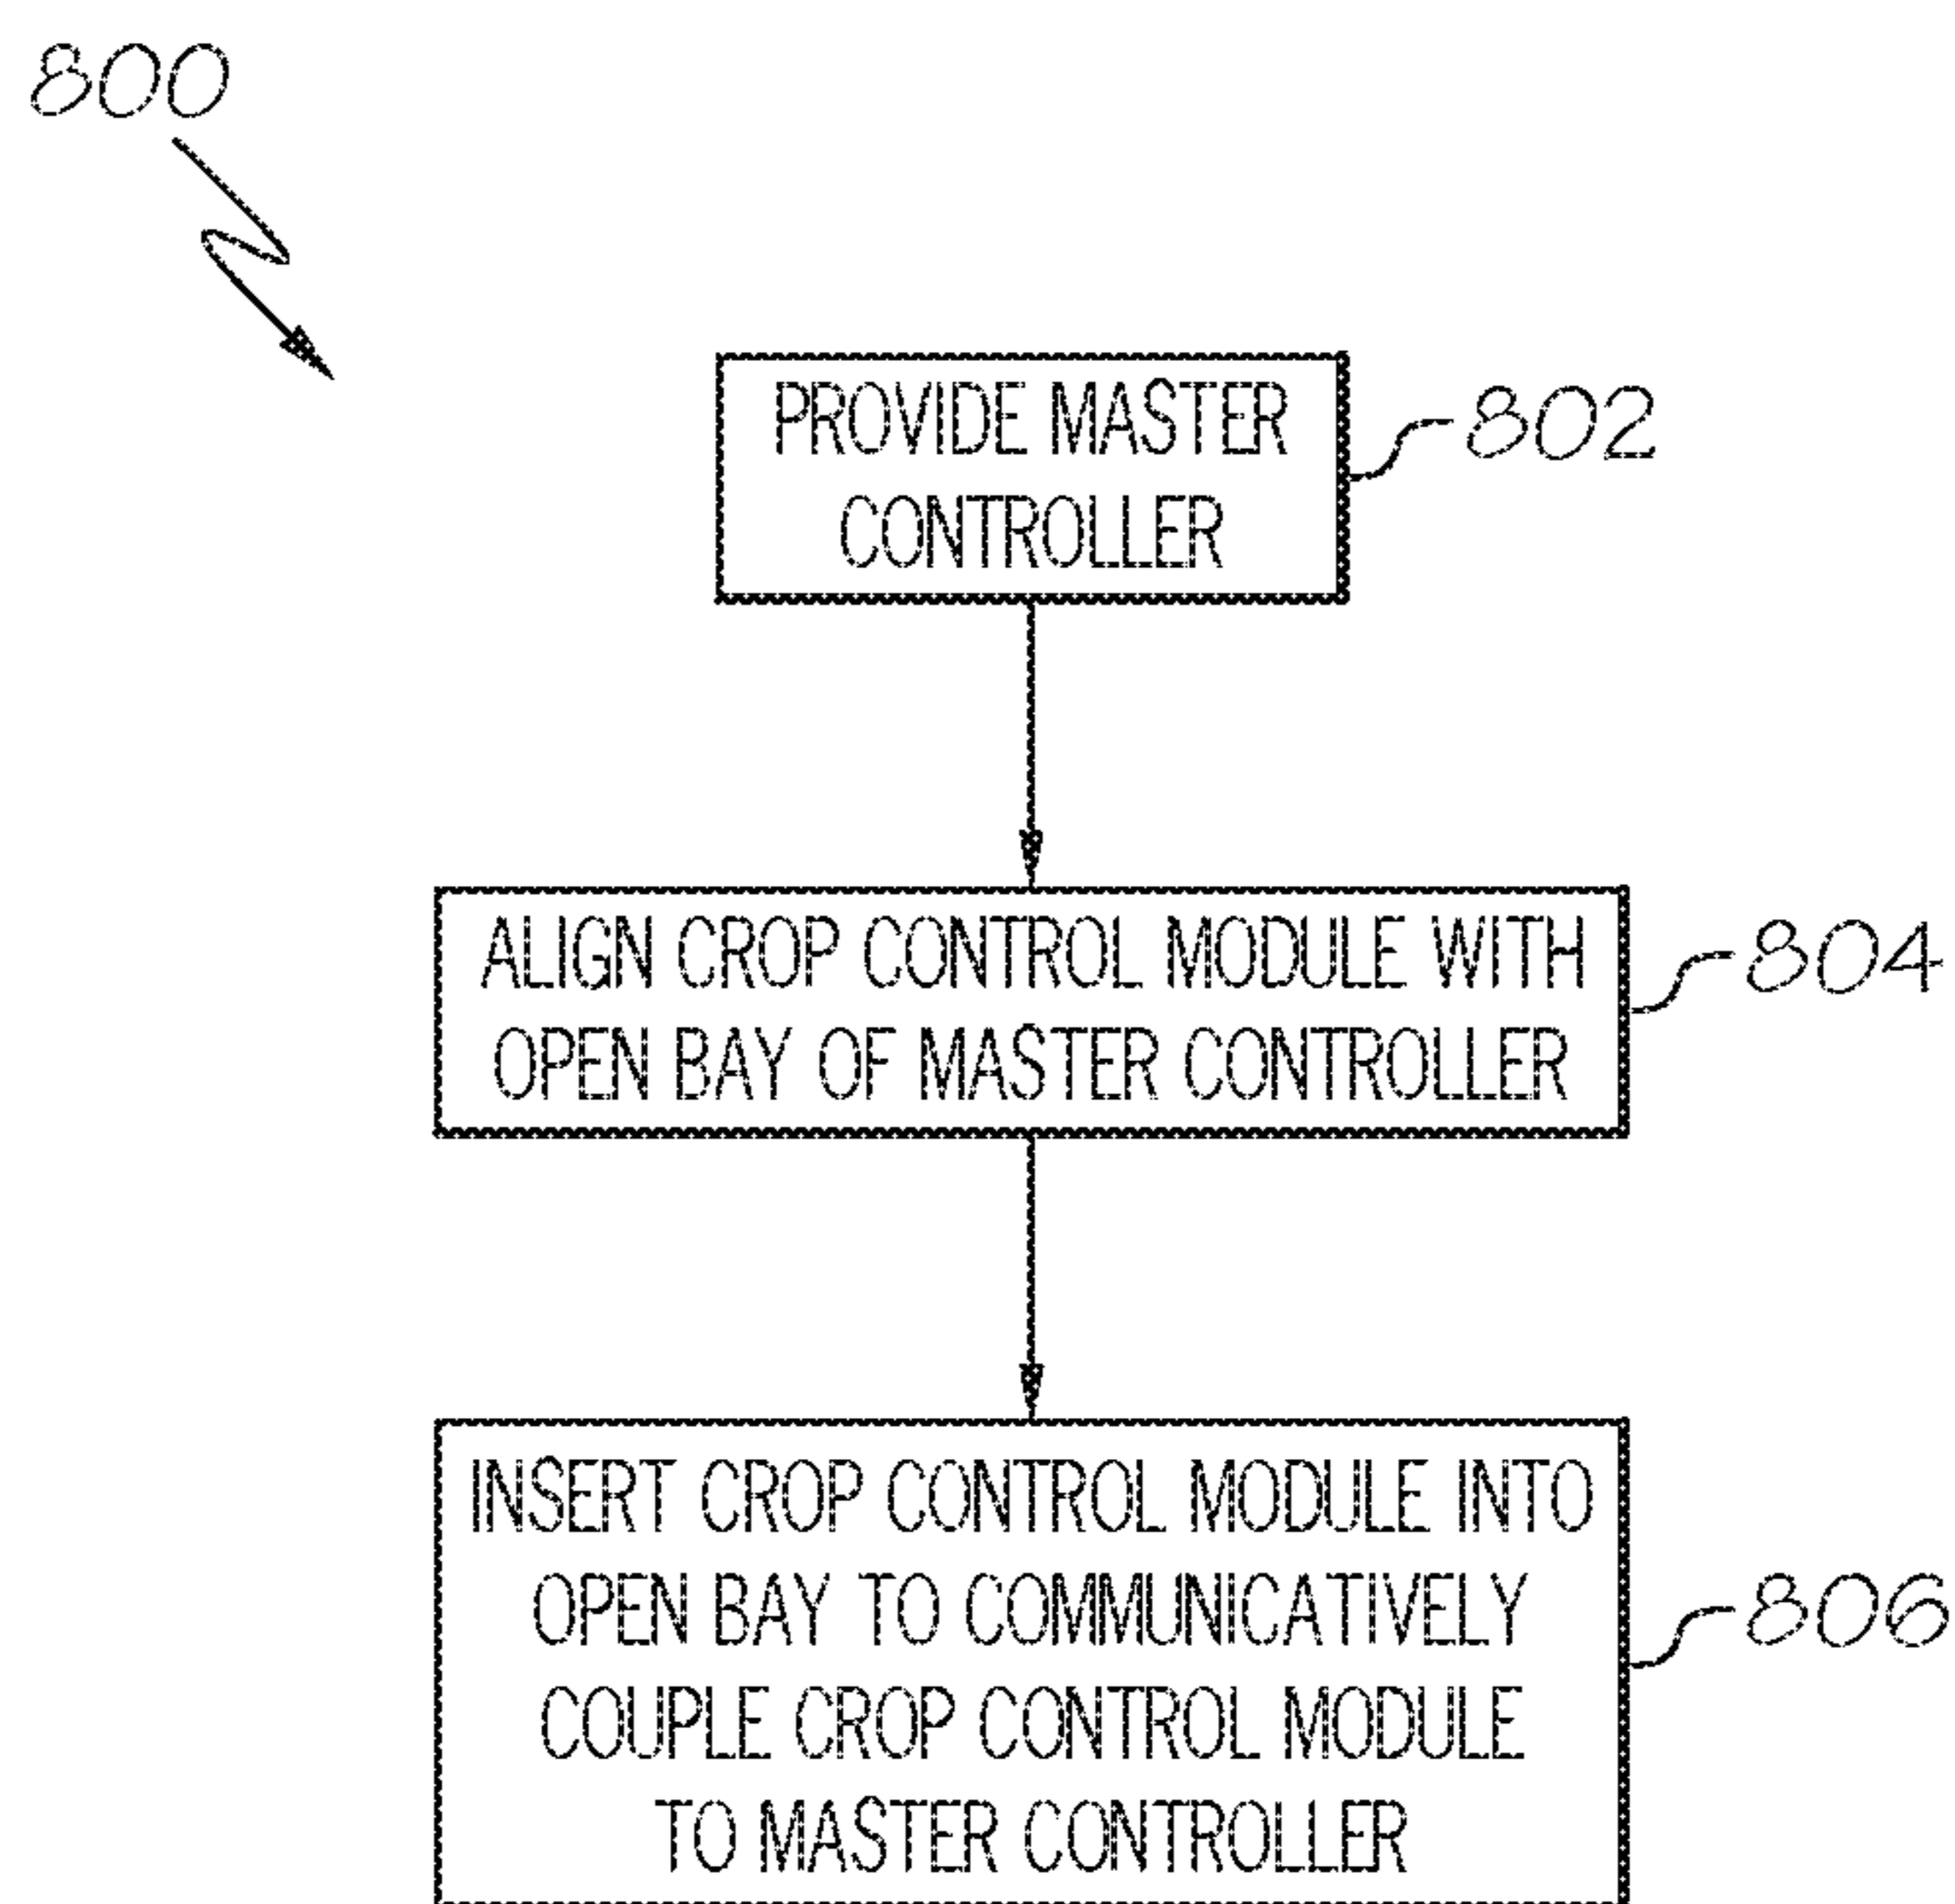 800
PROVIDE MASTER
CONTROLLER
802
ALIGN CROP CONTROL MODULE WITH
OPEN BAY OF MASTER CONTROLLER
804
INSERT CROP CONTROL MODULE INTO
OPEN BAY TO COMMUNICATIVELY
COUPLE CROP CONTROL MODULE
TO MASTER CONTROLLER
806